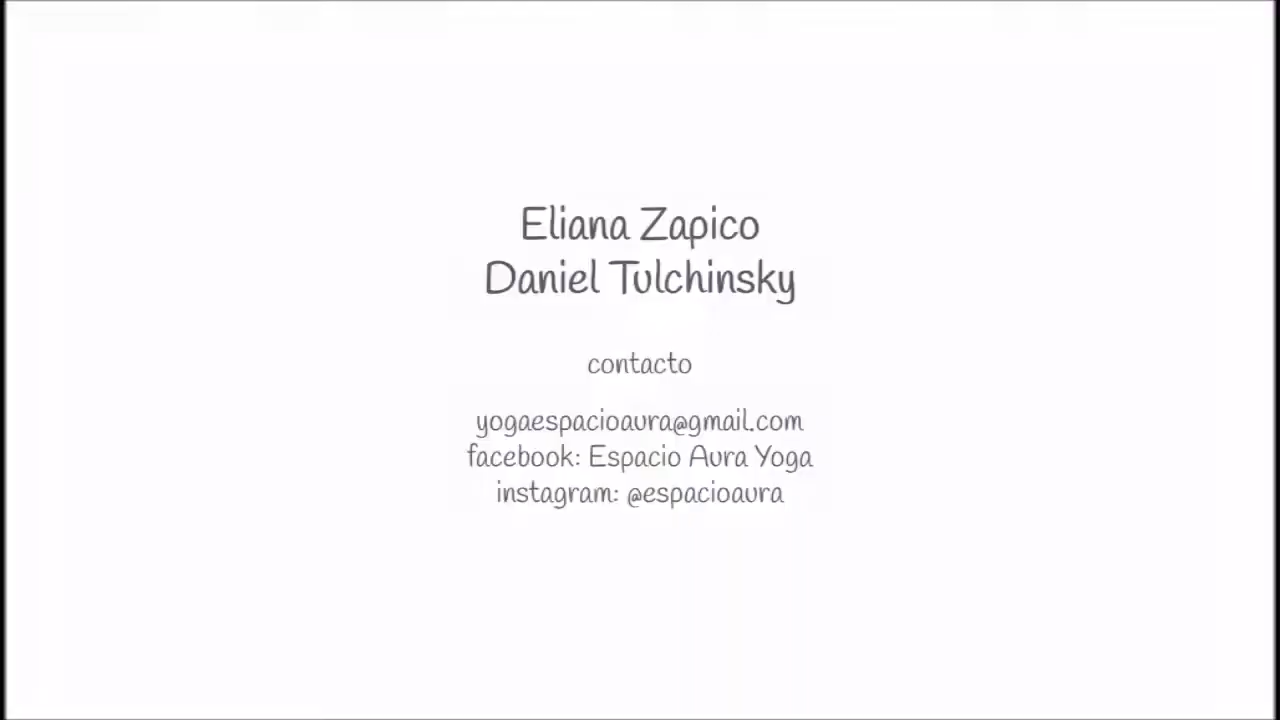 Eliana Zapico
Daniel Tulchinsky
contacto
yogaespacioaura@gmail.com
facebook: Espacio Aura Yoga
instagram: @espacioaura